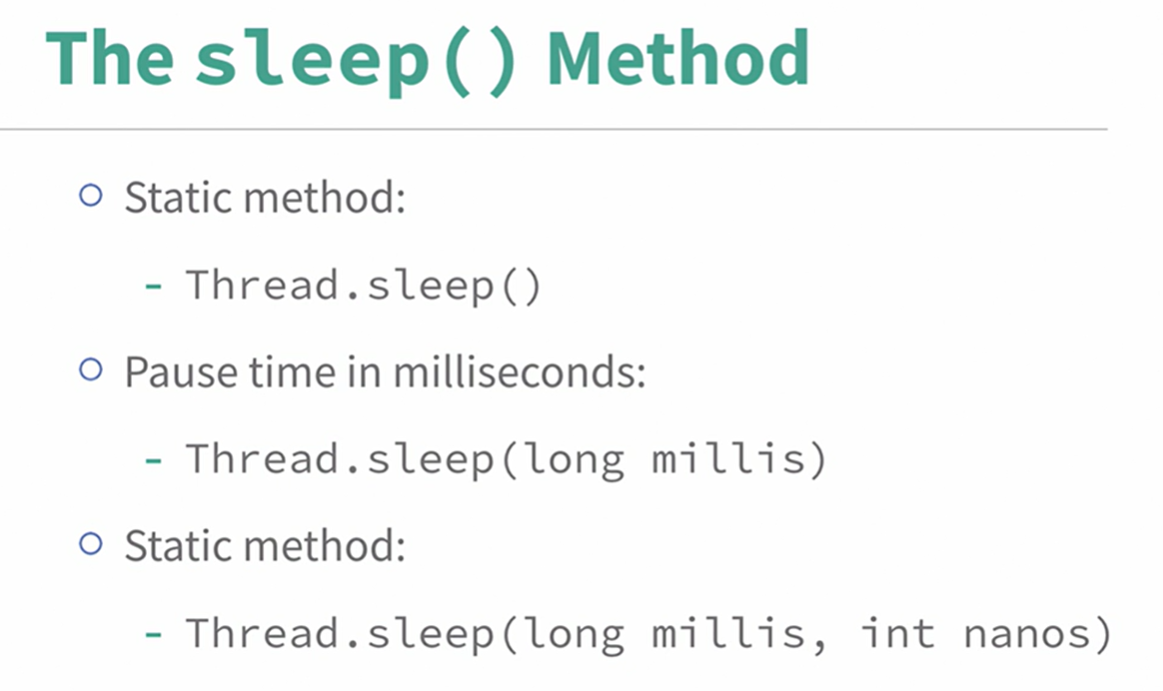 The sleep() Method
Static method:
- Thread.sleep()
Pause time in milliseconds:
- Thread.sleep(long millis)
Static method:
- Thread.sleep(long millis, int nanos)